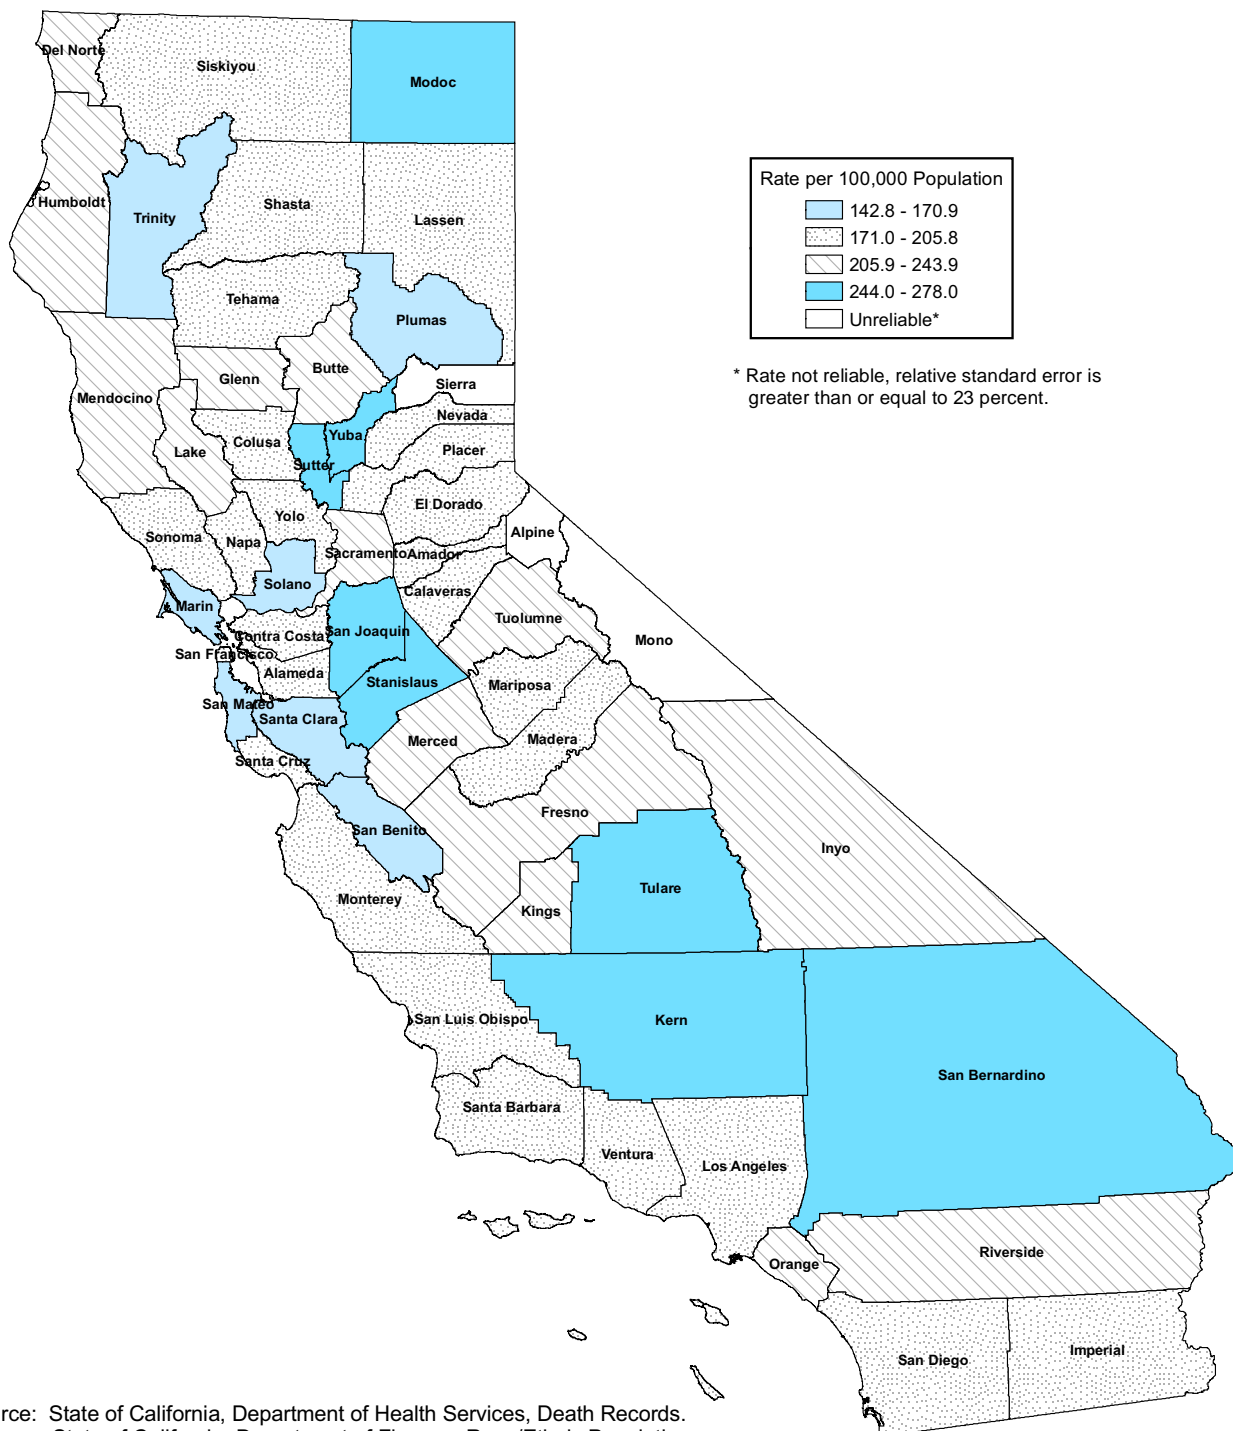 Del Norte
Siskiyou
Modoc
Humboldt
Trinity
Shasta
Lassen
Rate per 100,000 Population
142.8 - 170.9
171.0 - 205.8
205.9 - 243.9
244.0 - 278.0
Unreliable*
* Rate not reliable, relative standard error is
greater than or equal to 23 percent.
Tehama
Plumas
Mendocino
Glenn
Butte
Sierra
Nevada
Lake
Colusa
Yuba
Sutter
Placer
El Dorado
Sonoma
Napa
Yolo
Sacramento
Amador
Alpine
Solano
Calaveras
Marin
Tuolumne
Mono
Contra Costa
San Joaquin
San Francisco
Alameda
Stanislaus
Mariposa
San Mateo
Santa Clara
Merced
Madera
Santa Cruz
Fresno
San Benito
Inyo
Tulare
Monterey
Kings
San Luis Obispo
Kern
San Bernardino
Santa Barbara
Ventura
Los Angeles
Orange
Riverside
San Diego
Imperial
rce: State of California, Department of Health Services, Death Records.